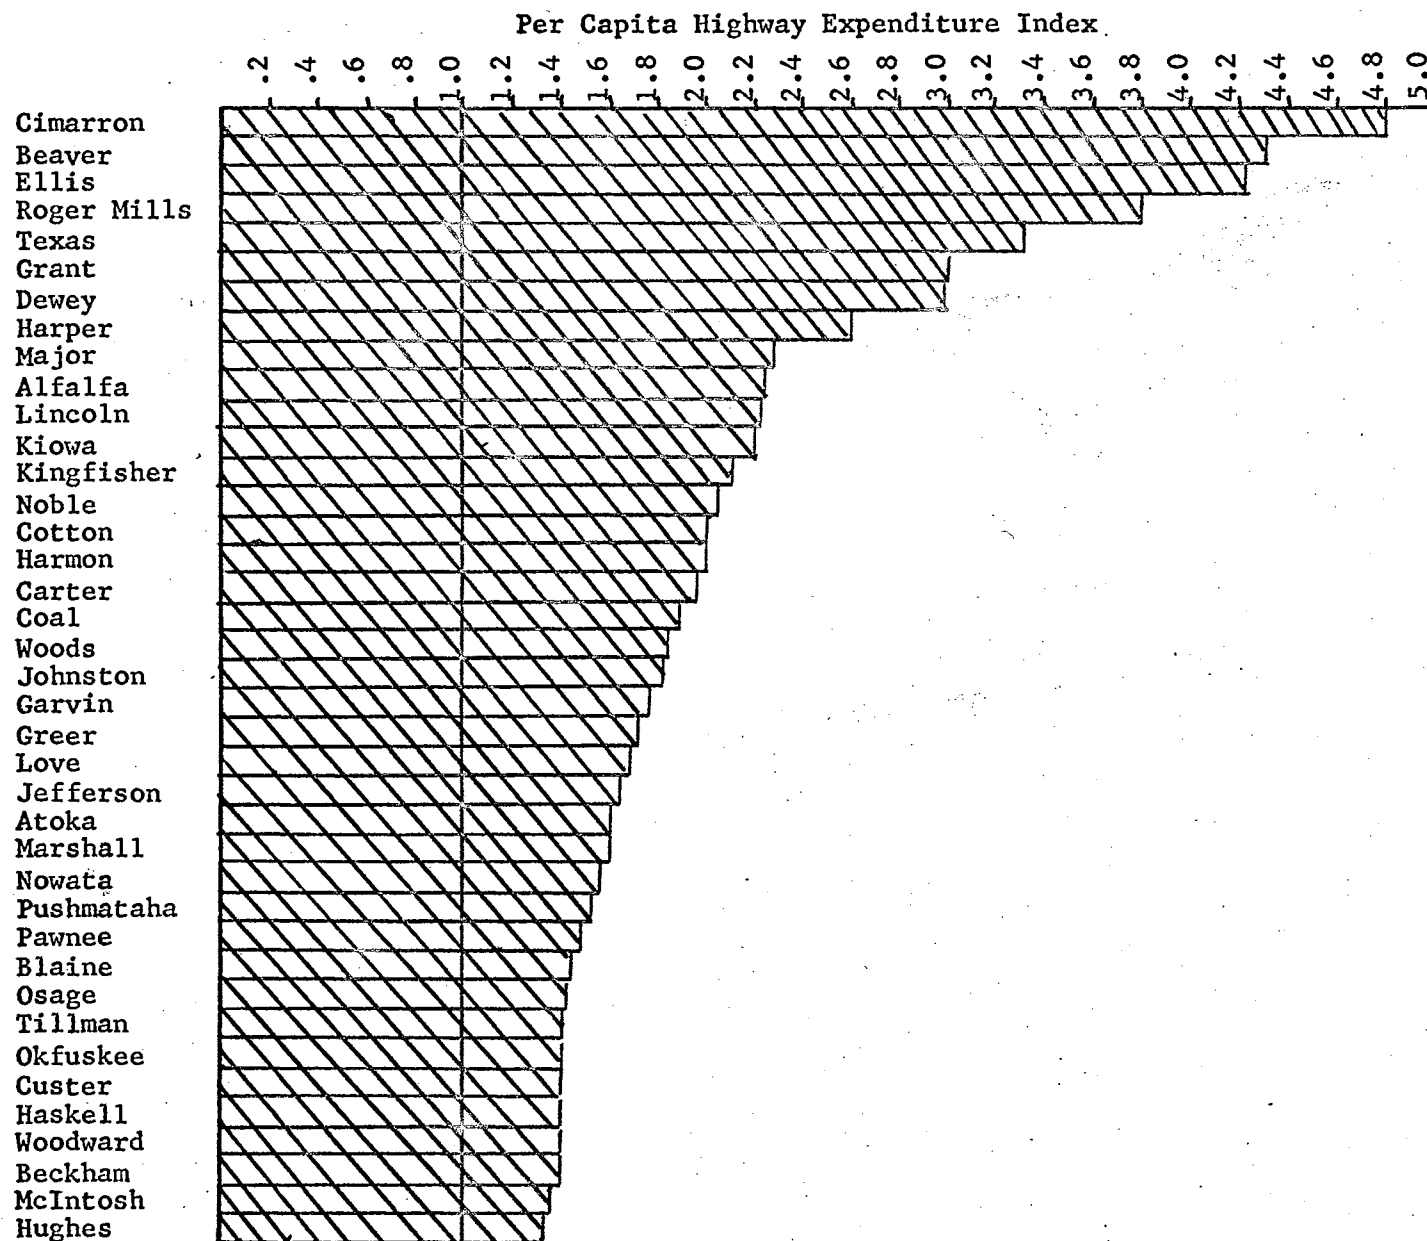 Per Capita Highway Expenditure Index
.2 .4 .6 .8 1.0 1.2 1.4 1.6 1.8 2.0 2.2 2.4 2.6 2.8 3.0 3.2 3.4 3.6 3.8 4.0 4.2 4.4 4.6 4.8 5.0
Cimarron
Beaver
Ellis
Roger Mills
Texas
Grant
Dewey
Harper
Major
Alfalfa
Lincoln
Kiowa
Kingfisher
Noble
Cotton
Harmon
Carter
Coal
Woods
Johnston
Garvin
Greer
Love
Jefferson
Atoka
Marshall
Nowata
Pushmataha
Pawnee
Blaine
Osage
Tillman
Okfuskee
Custer
Haskell
Woodward
Beckham
McIntosh
Hughes